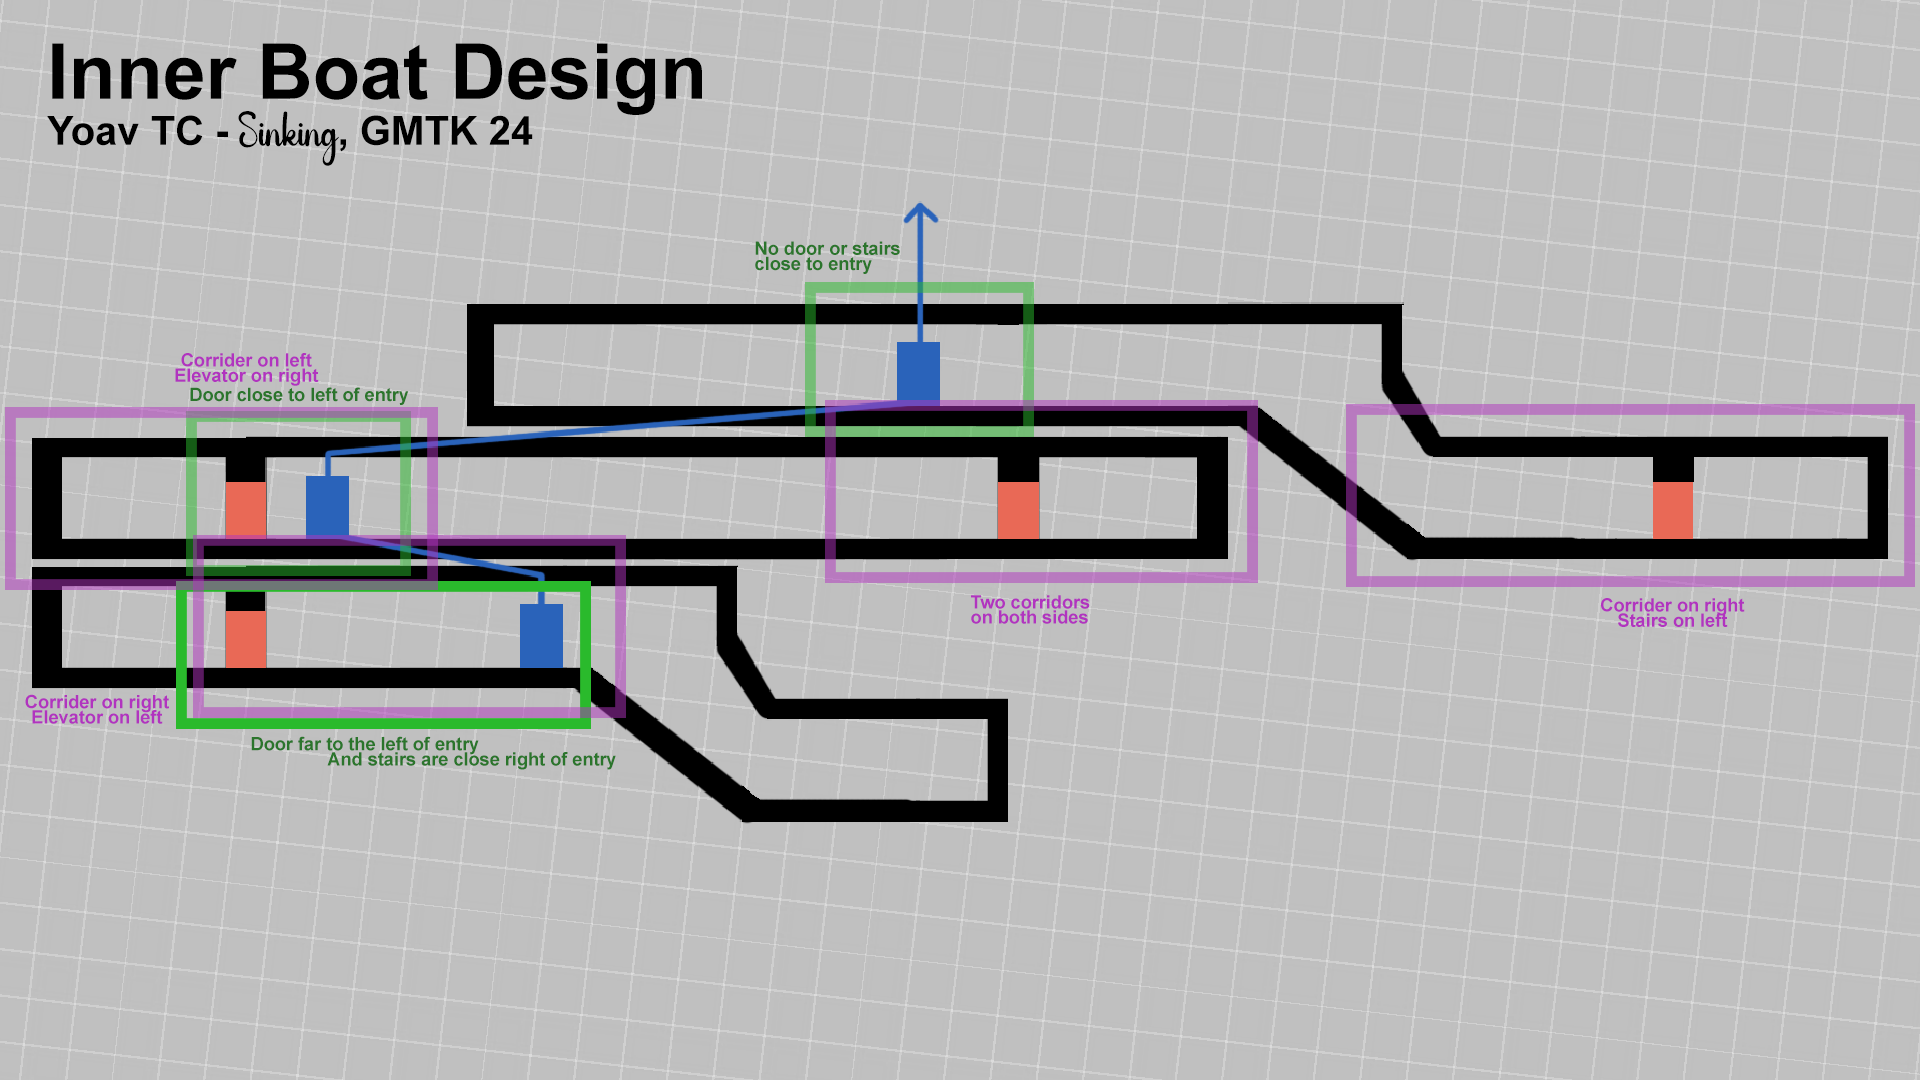 Inner Boat Design
Yoav TC - Sinking, GMTK 24
No door or stairs
close to entry
Corrider on left
Elevator on right
Door close to left of entry
Two corridors
on both sides
Corrider on right
Stairs on left
Corrider on right
Elevator on left
Door far to the left of entry
And stairs are close right of entry